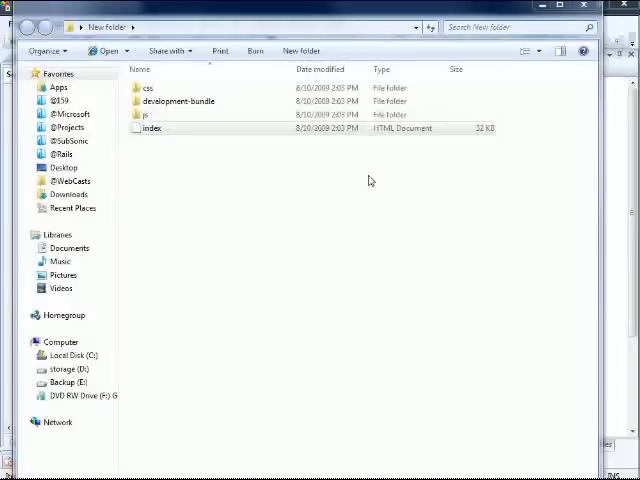 New folder
Search New folder
Organize
Open
Share with
Print
Burn
New folder
Name
Date modified
Type
Size
Favorites
Apps
@159
@Microsoft
@Projects
@SubSonic
@Rails
Desktop
@WebCasts
Downloads
Recent Places
Libraries
Documents
Music
Pictures
Videos
Homegroup
Computer
Local Disk (C:)
storage (D:)
Backup (E:)
DVD RW Drive (F:) G
Network
css 8/10/2009 2:03 PM File folder
development-bundle 8/10/2009 2:03 PM File folder
js 8/10/2009 2:03 PM File folder
index 8/10/2009 2:03 PM HTML Document 32 KB
INS